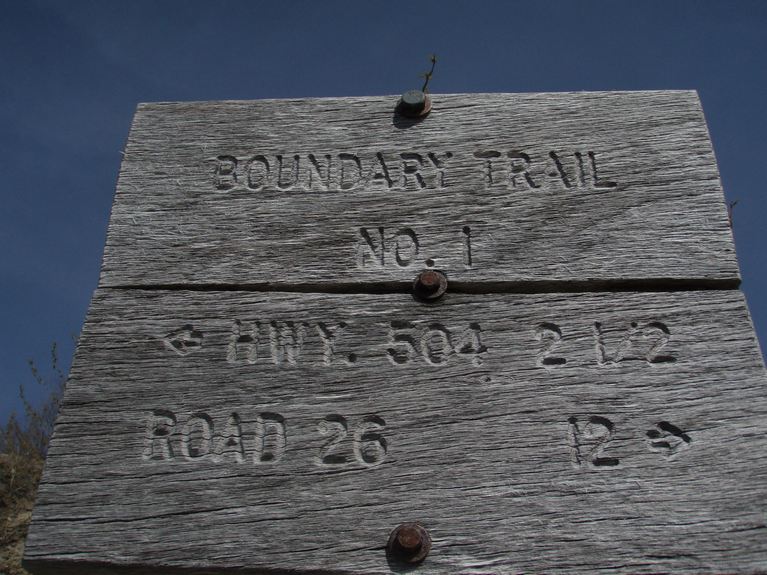 BOUNDARY TRAIL
NO. 1
← HWY. 504 2 1/2
ROAD 26 12 →